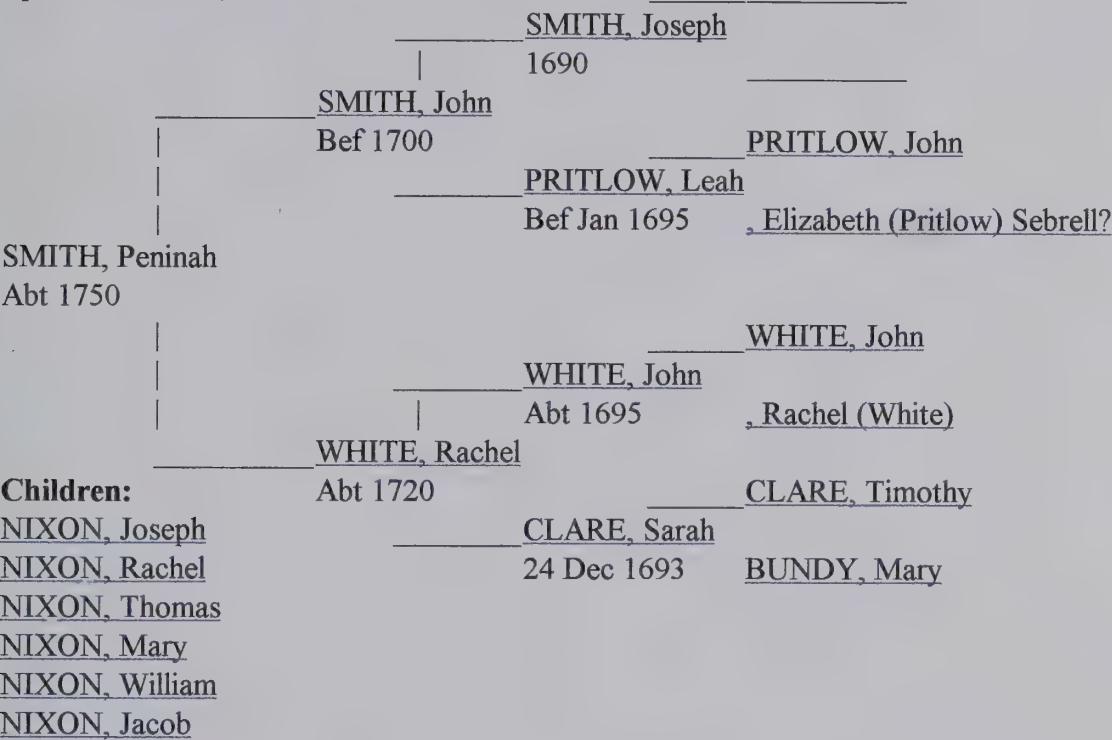 SMITH, Joseph
1690
SMITH, John
Bef 1700
PRITLOW, John
PRITLOW, Leah
Bef Jan 1695 , Elizabeth (Pritlow) Sebrell?
SMITH, Peninah
Abt 1750
WHITE, John
WHITE, John
Abt 1695 , Rachel (White)
WHITE, Rachel
Children: Abt 1720 CLARE, Timothy
NIXON, Joseph CLARE, Sarah
NIXON, Rachel 24 Dec 1693 BUNDY, Mary
NIXON, Thomas
NIXON, Mary
NIXON, William
NIXON, Jacob